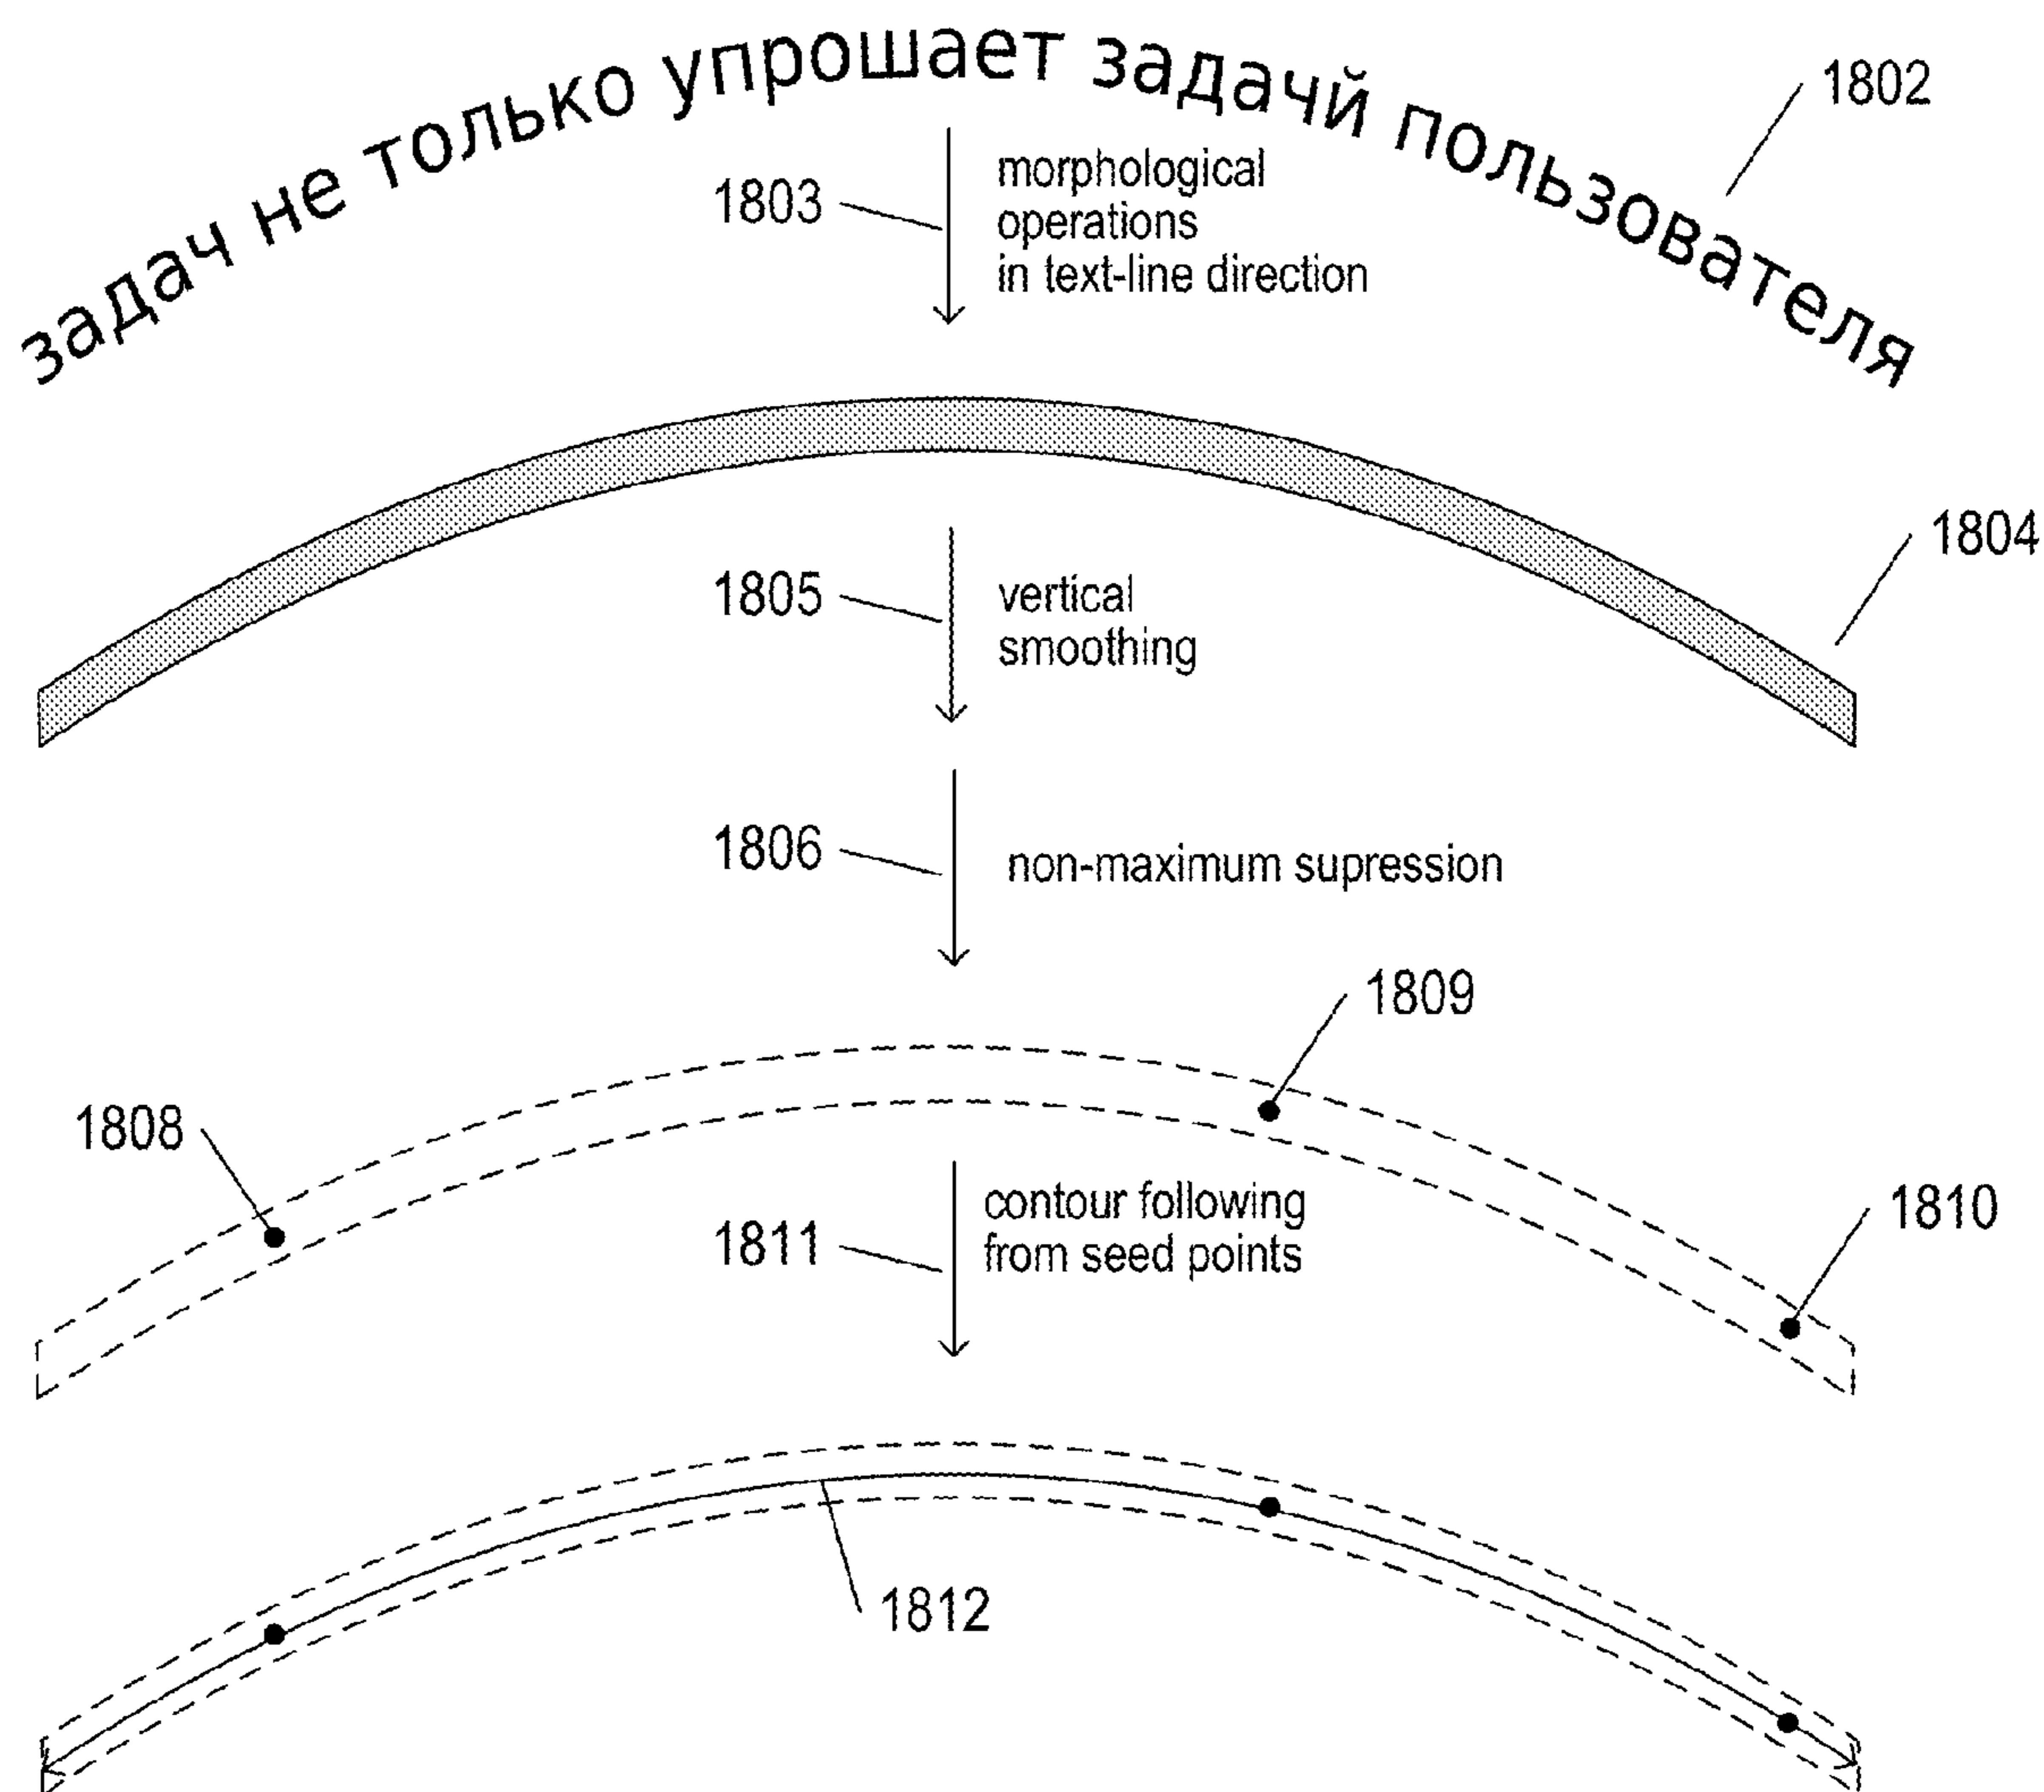 задач не только упрошает задачй пользователя
1802
1803
morphological
operations
in text-line direction
1804
1805
vertical
smoothing
1806
non-maximum supression
1809
1808
1810
1811
contour following
from seed points
1812